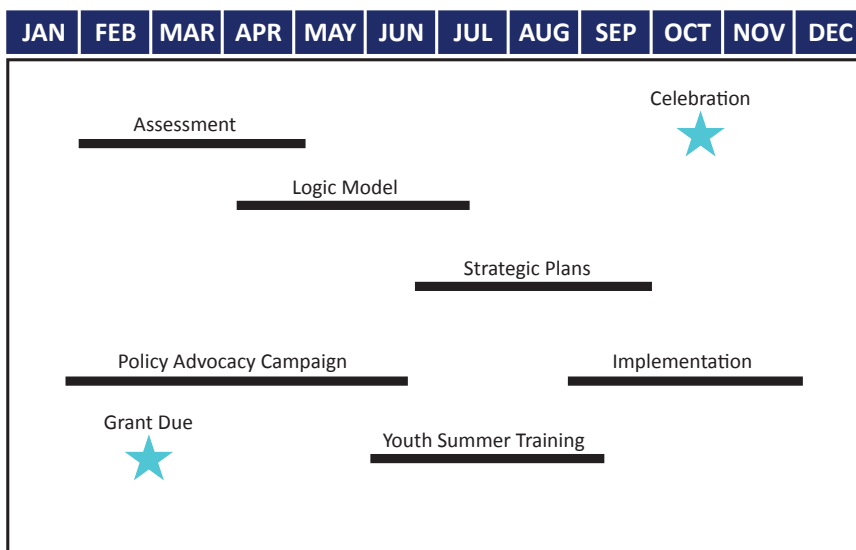 JAN FEB MAR APR MAY JUN JUL AUG SEP OCT NOV DEC
Celebration
Assessment
Logic Model
Strategic Plans
Policy Advocacy Campaign Implementation
Grant Due
Youth Summer Training